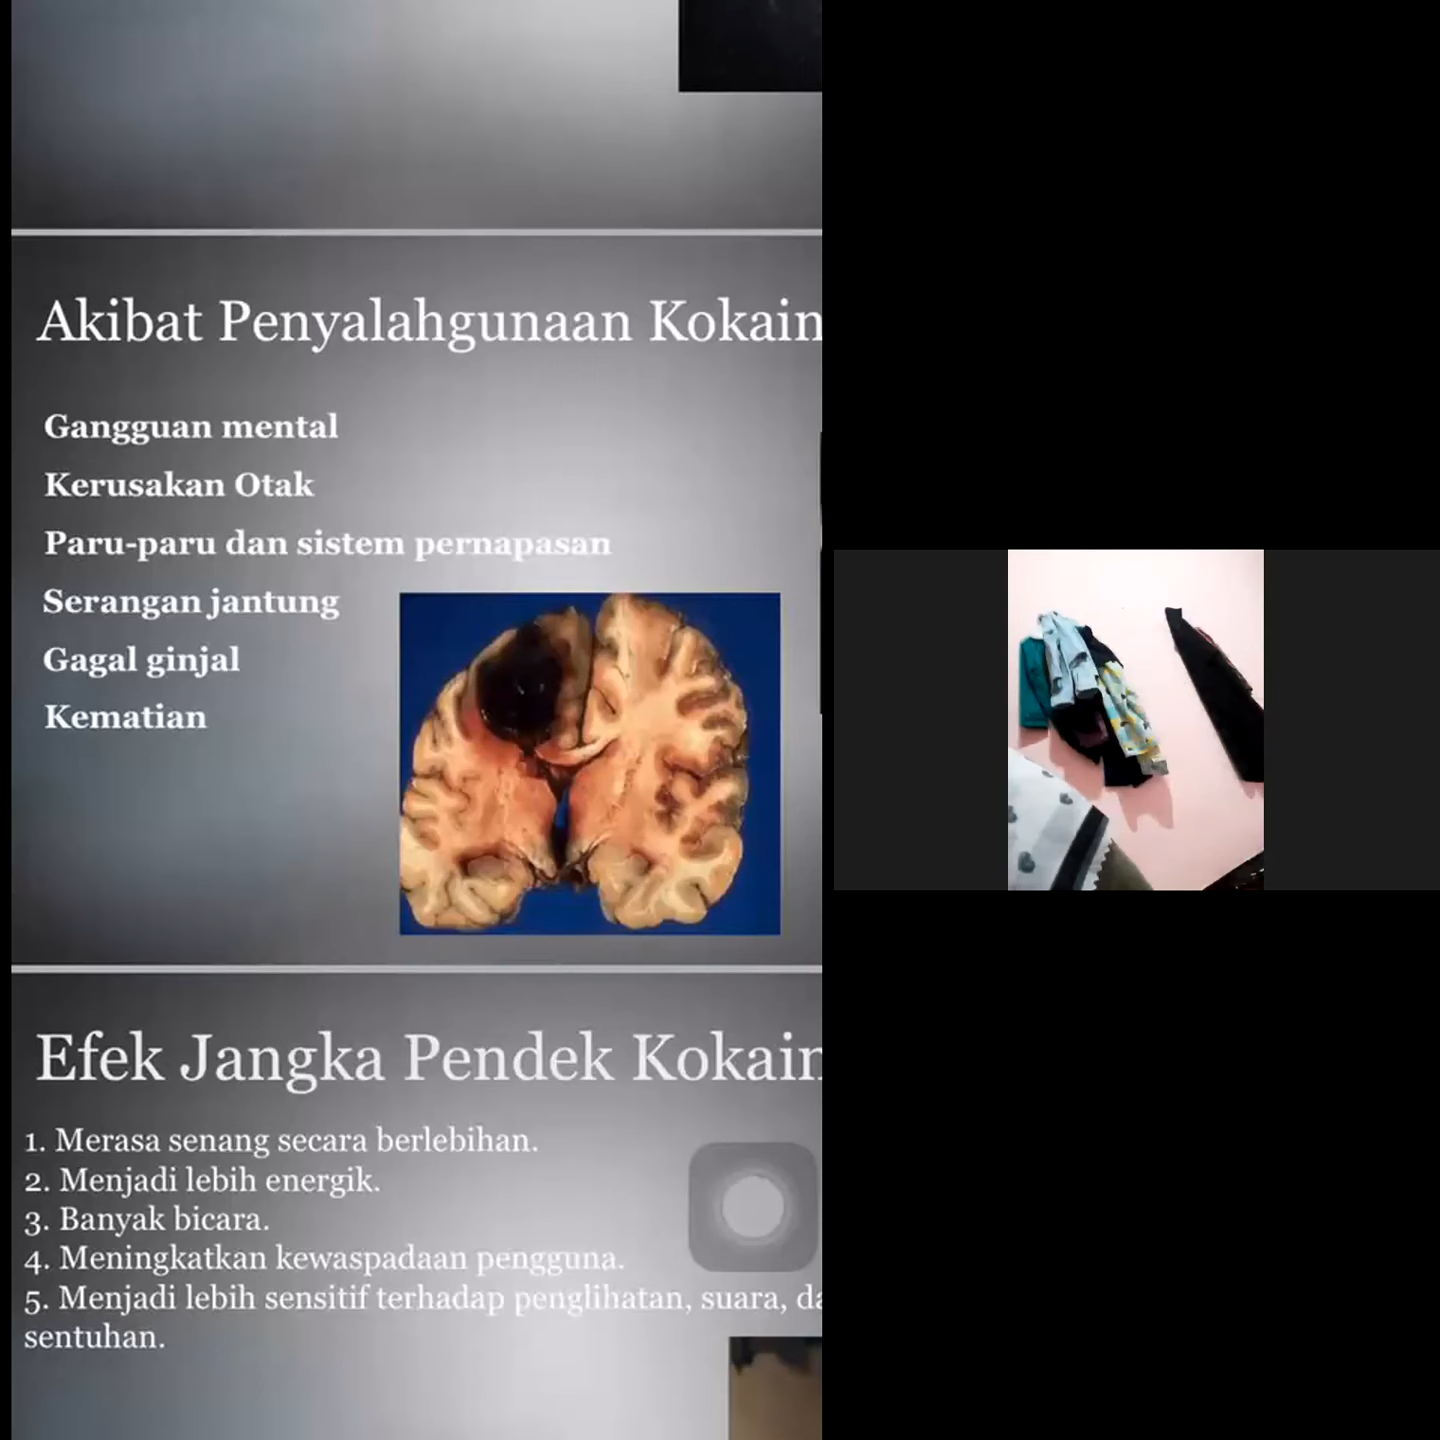 Akibat Penyalahgunaan Kokain
Gangguan mental
Kerusakan Otak
Paru-paru dan sistem pernapasan
Serangan jantung
Gagal ginjal
Kematian
Efek Jangka Pendek Kokain
1. Merasa senang secara berlebihan.
2. Menjadi lebih energik.
3. Banyak bicara.
4. Meningkatkan kewaspadaan pengguna.
5. Menjadi lebih sensitif terhadap penglihatan, suara, da
sentuhan.